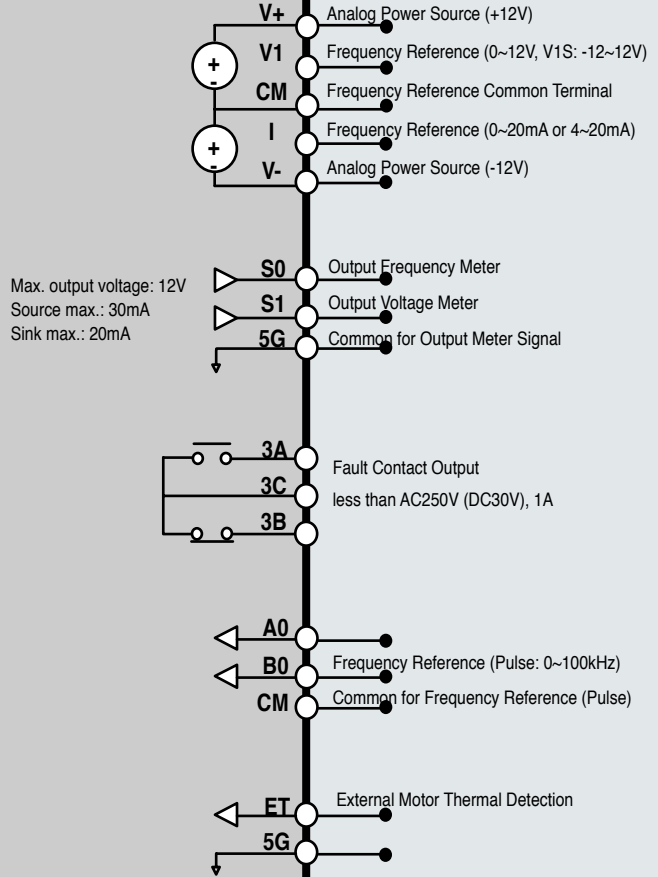 V+ Analog Power Source (+12V)
V1 Frequency Reference (0~12V, V1S: -12~12V)
+
-
CM Frequency Reference Common Terminal
I Frequency Reference (0~20mA or 4~20mA)
+
-
V- Analog Power Source (-12V)
S0 Output Frequency Meter
Max. output voltage: 12V
Source max.: 30mA
Sink max.: 20mA
S1 Output Voltage Meter
5G Common for Output Meter Signal
3A
Fault Contact Output
3C
less than AC250V (DC30V), 1A
3B
A0
B0 Frequency Reference (Pulse: 0~100kHz)
CM Common for Frequency Reference (Pulse)
ET External Motor Thermal Detection
5G